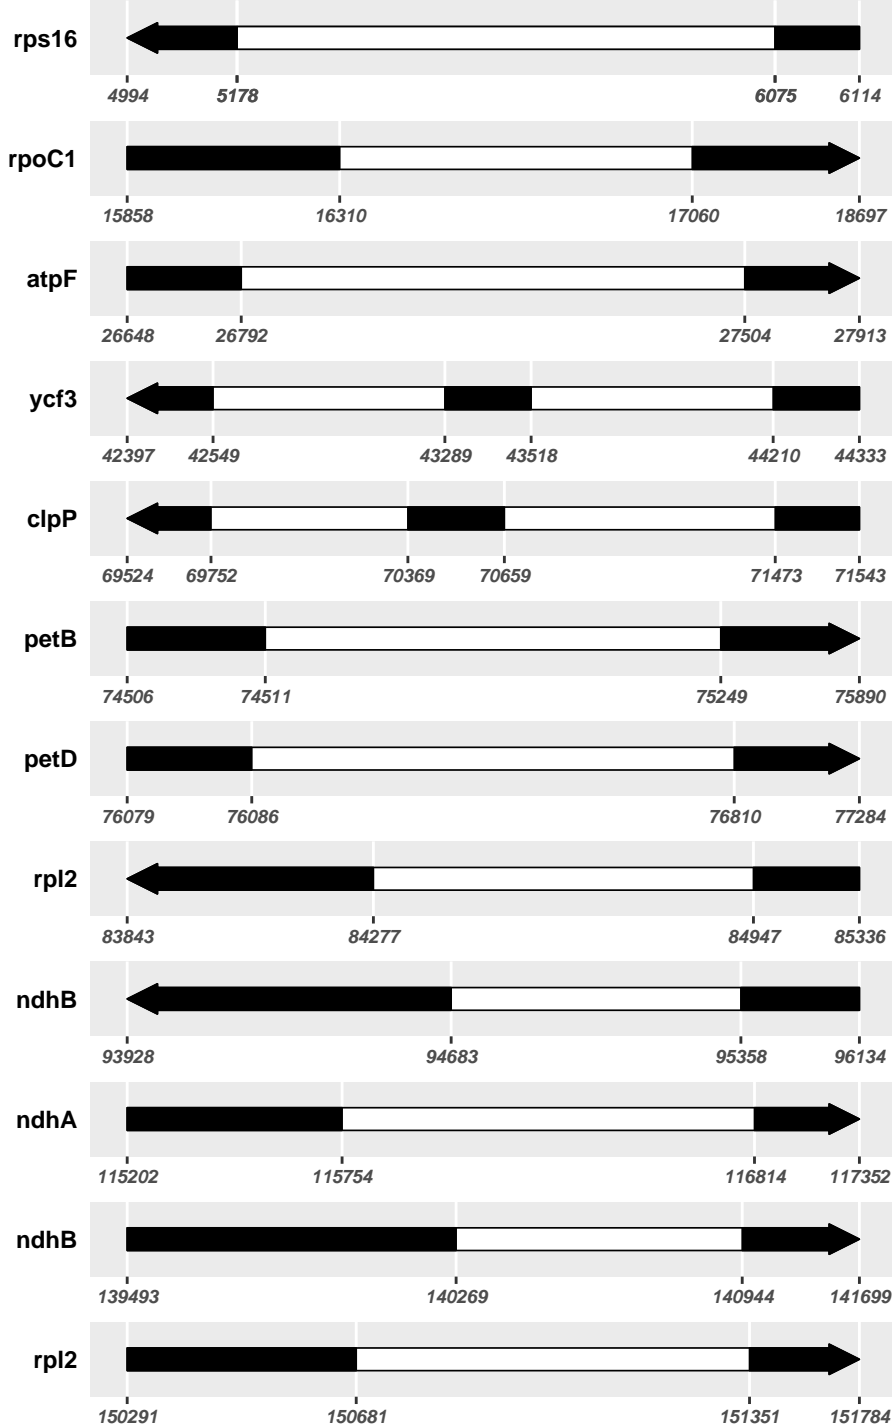 rps16
4994 5178 6075 6114
rpoC1
15858 16310 17060 18697
atpF
26648 26792 27504 27913
ycf3
42397 42549 43289 43518 44210 44333
clpP
69524 69752 70369 70659 71473 71543
petB
74506 74511 75249 75890
petD
76079 76086 76810 77284
rpl2
83843 84277 84947 85336
ndhB
93928 94683 95358 96134
ndhA
115202 115754 116814 117352
ndhB
139493 140269 140944 141699
rpl2
150291 150681 151351 151784